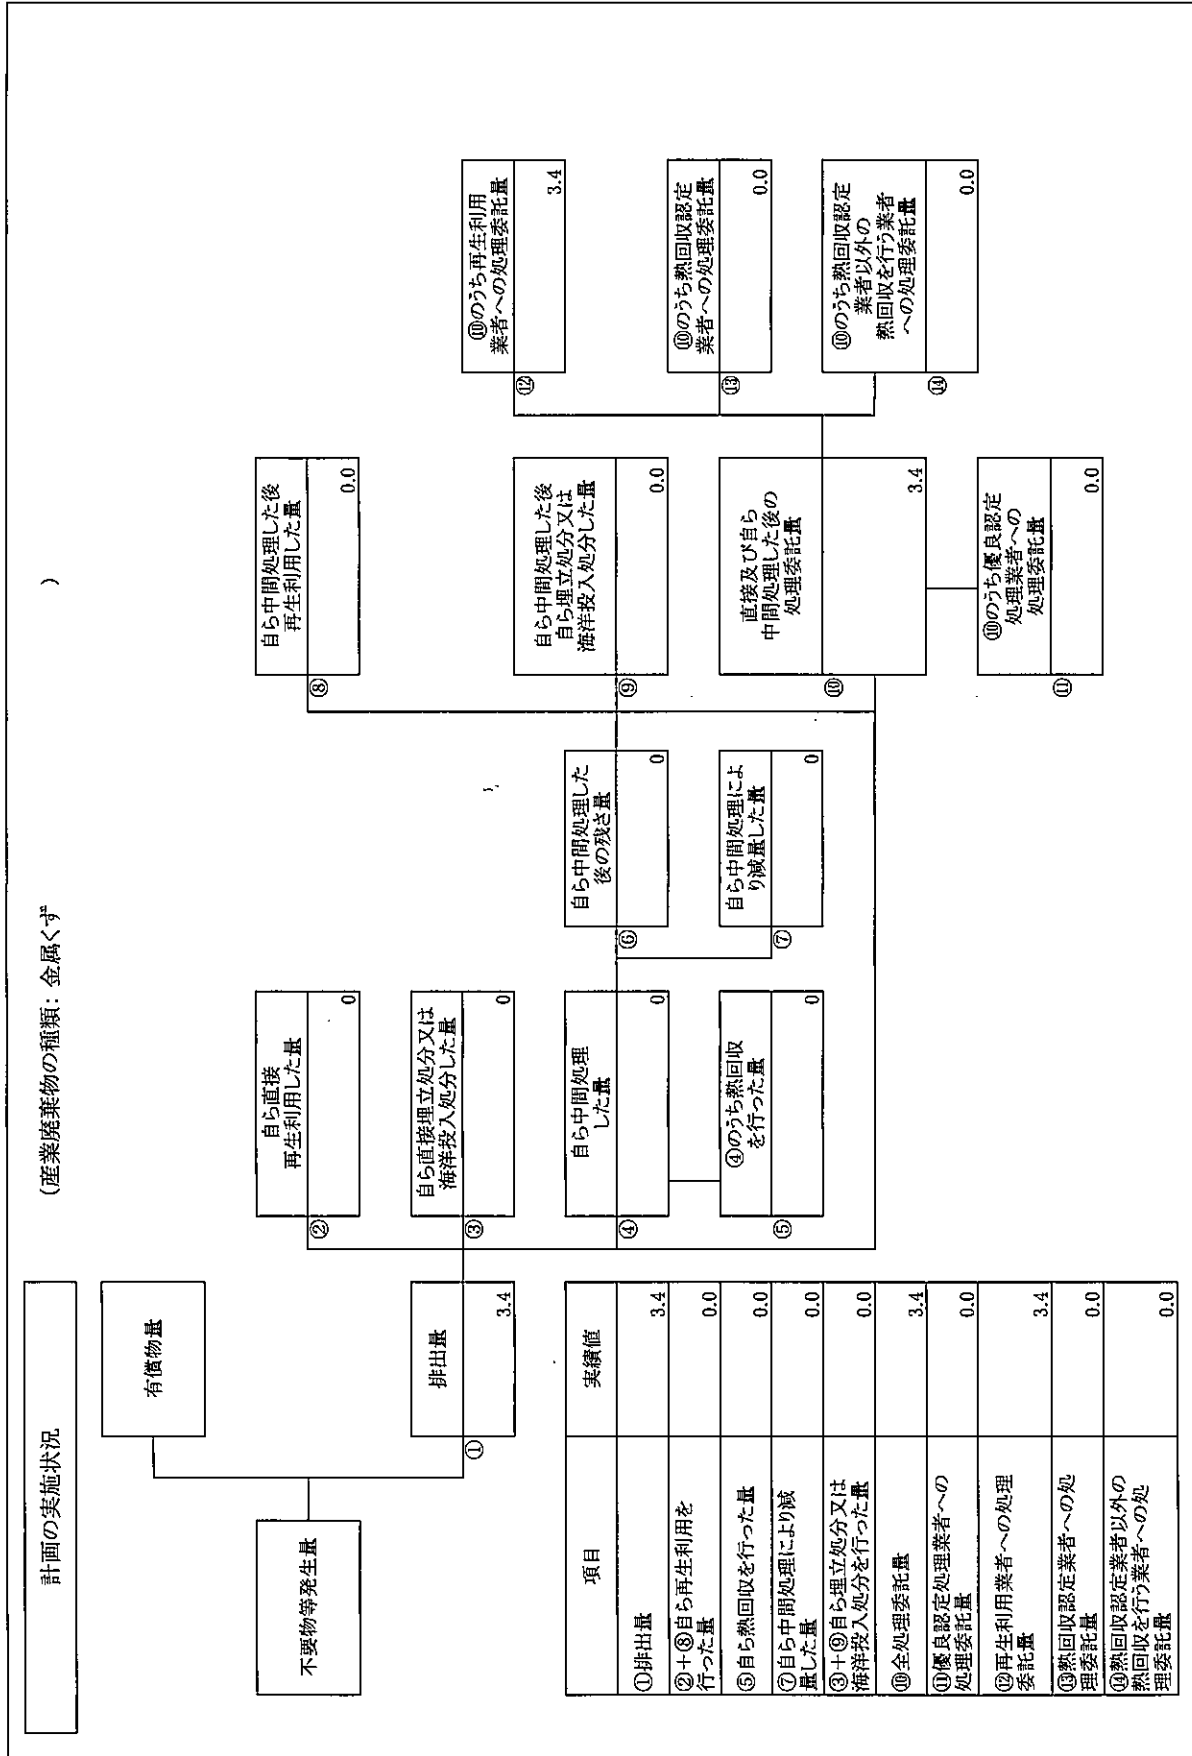 計画の実施状況
(産業廃棄物の種類: 金属くず )
不要物等発生量
有償物量
①
排出量
3.4
②
自ら直接
再生利用した量
0
③
自ら直接埋立処分又は
海洋投入処分した量
0
④
自ら中間処理
した量
0
⑤
④のうち熱回収
を行った量
0
⑥
自ら中間処理した
後の残さ量
0
⑦
自ら中間処理によ
り減量した量
0
⑧
自ら中間処理した後
再生利用した量
0.0
⑨
自ら中間処理した後
自ら埋立処分又は
海洋投入処分した量
0.0
⑩
直接及び自ら
中間処理した後の
処理委託量
3.4
⑪
⑩のうち優良認定
処理業者への
処理委託量
0.0
⑫
⑩のうち再生利用
業者への処理委託量
3.4
⑬
⑩のうち熱回収認定
業者への処理委託量
0.0
⑭
⑩のうち熱回収認定
業者以外の
熱回収を行う業者
への処理委託量
0.0
項目 実績値
①排出量 3.4
②+⑧自ら再生利用を
行った量 0.0
⑤自ら熱回収を行った量 0.0
⑦自ら中間処理により減
量した量 0.0
③+⑨自ら埋立処分又は
海洋投入処分を行った量 0.0
⑩全処理委託量 3.4
⑪優良認定処理業者への
処理委託量 0.0
⑫再生利用業者への処理
委託量 3.4
⑬熱回収認定業者への処
理委託量 0.0
⑭熱回収認定業者以外の
熱回収を行う業者への処
理委託量 0.0